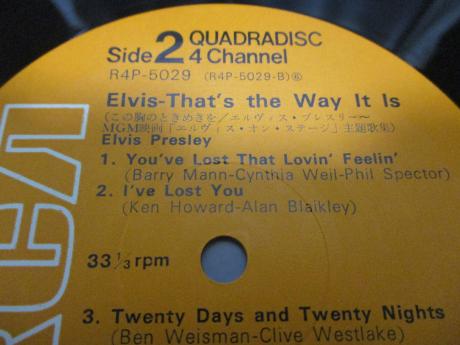 QUADRADISC
Side 2 4 Channel
R4P-5029 (R4P-5029-B)⑥
Elvis-That's the Way It Is
(この胸のときめきを/エルヴィス・プレスリー〜
MGM映画「エルヴィス・オン・ステージ」主題歌集)
Elvis Presley
1. You've Lost That Lovin' Feelin'
(Barry Mann-Cynthia Weil-Phil Spector)
2. I've Lost You
(Ken Howard-Alan Blaikley)
33 1/3 rpm
3. Twenty Days and Twenty Nights
(Ben Weisman-Clive Westlake)
RCA